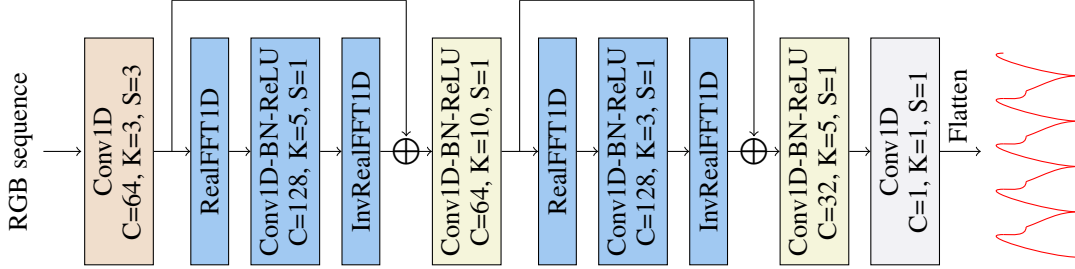 RGB sequence
Conv1D
C=64, K=3, S=3
RealFFT1D
Conv1D-BN-ReLU
C=128, K=5, S=1
InvRealFFT1D
Conv1D-BN-ReLU
C=64, K=10, S=1
RealFFT1D
Conv1D-BN-ReLU
C=128, K=3, S=1
InvRealFFT1D
Conv1D-BN-ReLU
C=32, K=5, S=1
Conv1D
C=1, K=1, S=1
Flatten